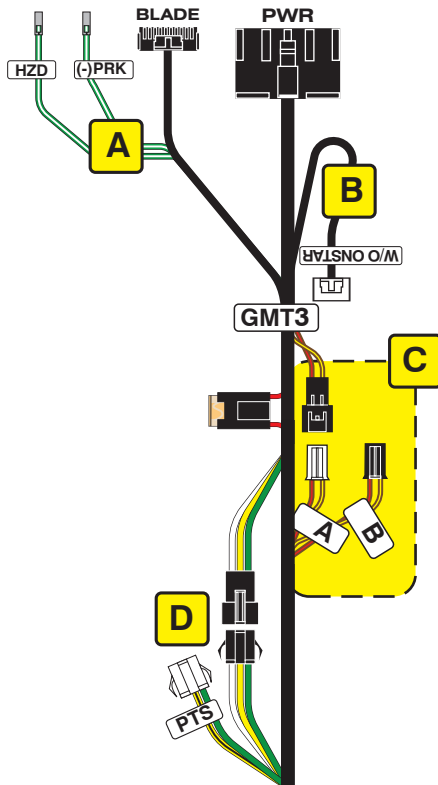 BLADE
PWR
HZD
(-)PRK
A
B
W/O ONSTAR
GMT3
C
A
B
D
PTS